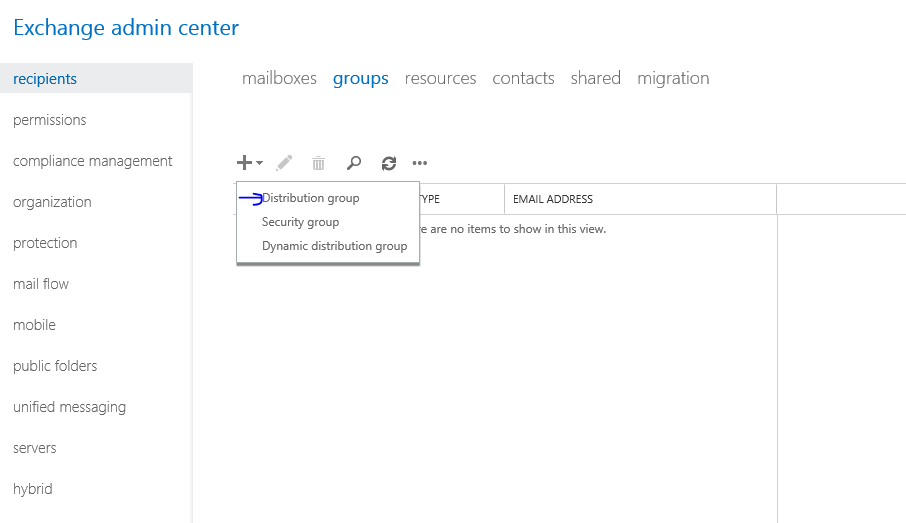 Exchange admin center
recipients
permissions
compliance management
organization
protection
mail flow
mobile
public folders
unified messaging
servers
hybrid
mailboxes groups resources contacts shared migration
Distribution group
Security group
Dynamic distribution group
TYPE EMAIL ADDRESS
re are no items to show in this view.